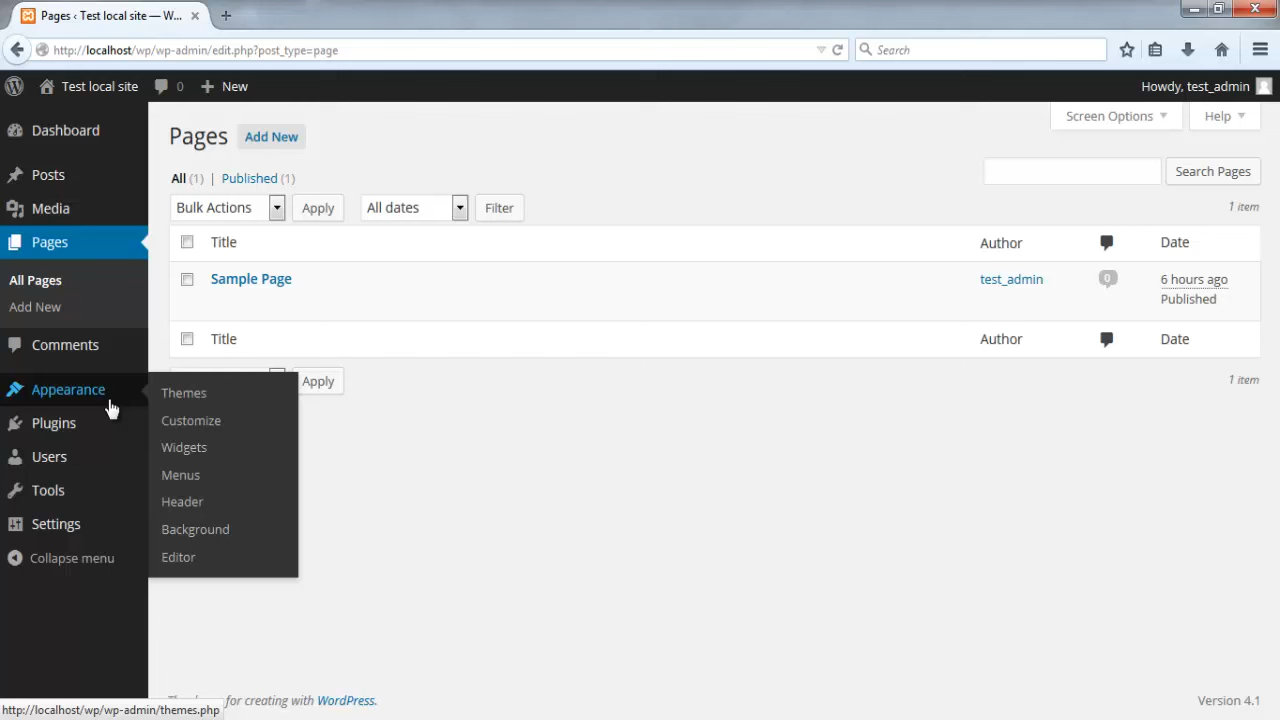 Pages ‹ Test local site — W...
http://localhost/wp/wp-admin/edit.php?post_type=page
Search
Test local site
0
New
Howdy, test_admin
Dashboard
Posts
Media
Pages
All Pages
Add New
Comments
Appearance
Plugins
Users
Tools
Settings
Collapse menu
Themes
Customize
Widgets
Menus
Header
Background
Editor
Screen Options
Help
Pages Add New
All (1) | Published (1)
Search Pages
Bulk Actions Apply All dates Filter
1 item
Title Author Date
Sample Page test_admin 0 6 hours ago
Published
Title Author Date
Apply
1 item
for creating with WordPress.
Version 4.1
http://localhost/wp/wp-admin/themes.php